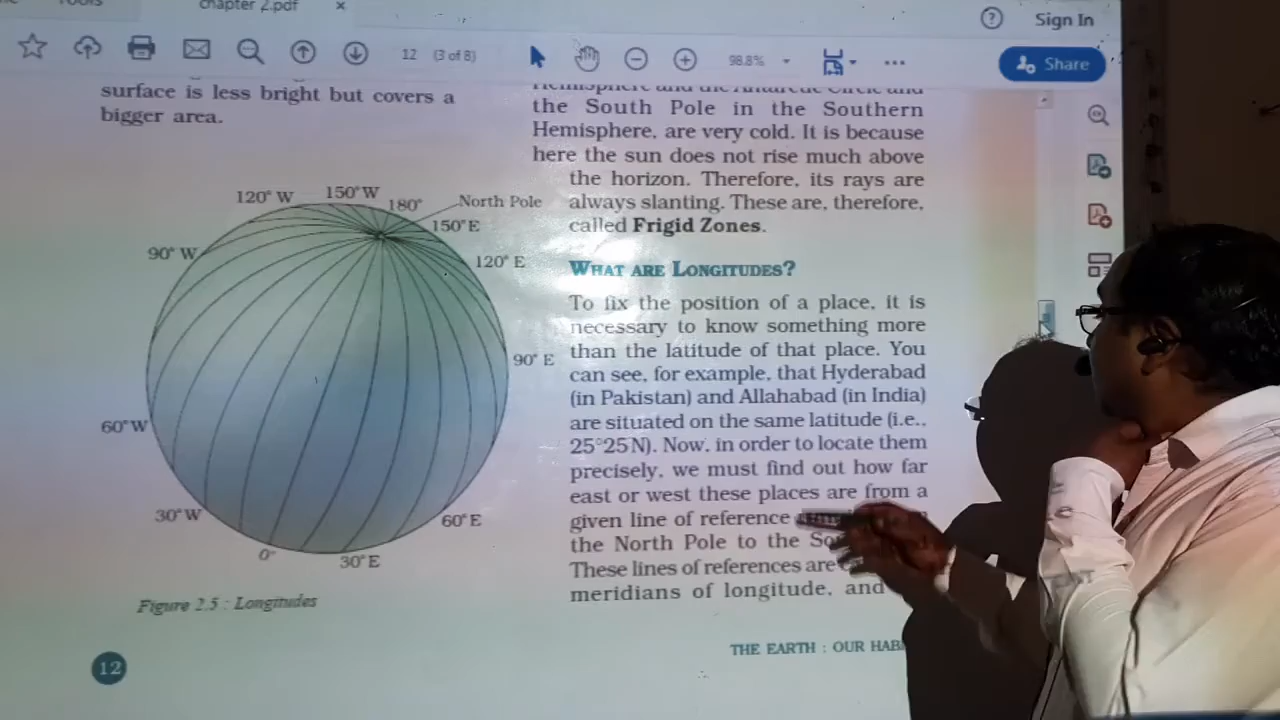 Tools
chapter 2.pdf
×
? Sign In
12 (3 of 8)
98.8%
Share
surface is less bright but covers a
bigger area.
120° W
150° W
180°
North Pole
150° E
90° W
120° E
90° E
60° W
30° W
60° E
0°
30° E
Figure 2.5 : Longitudes
12
Hemisphere and the Antarctic Circle and
the South Pole in the Southern
Hemisphere, are very cold. It is because
here the sun does not rise much above
the horizon. Therefore, its rays are
always slanting. These are, therefore,
called Frigid Zones.
WHAT ARE LONGITUDES?
To fix the position of a place, it is
necessary to know something more
than the latitude of that place. You
can see, for example, that Hyderabad
(in Pakistan) and Allahabad (in India)
are situated on the same latitude (i.e.,
25°25'N). Now, in order to locate them
precisely, we must find out how far
east or west these places are from a
given line of reference
the North Pole to the
These lines of references are
meridians of longitude, and
THE EARTH : OUR